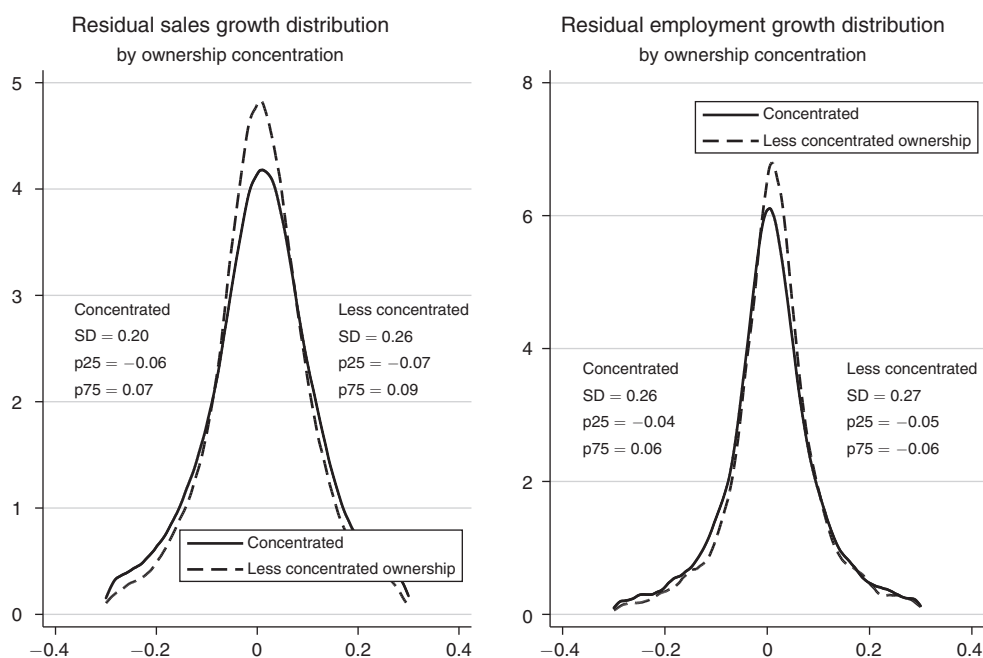 Residual sales growth distribution
by ownership concentration
5
4
3
2
1
0
Concentrated
SD = 0.20
p25 = −0.06
p75 = 0.07
Less concentrated
SD = 0.26
p25 = −0.07
p75 = 0.09
Concentrated
Less concentrated ownership
−0.4
−0.2
0
0.2
0.4
Residual employment growth distribution
by ownership concentration
8
6
4
2
0
Concentrated
Less concentrated ownership
Concentrated
SD = 0.26
p25 = −0.04
p75 = 0.06
Less concentrated
SD = 0.27
p25 = −0.05
p75 = −0.06
−0.4
−0.2
0
0.2
0.4